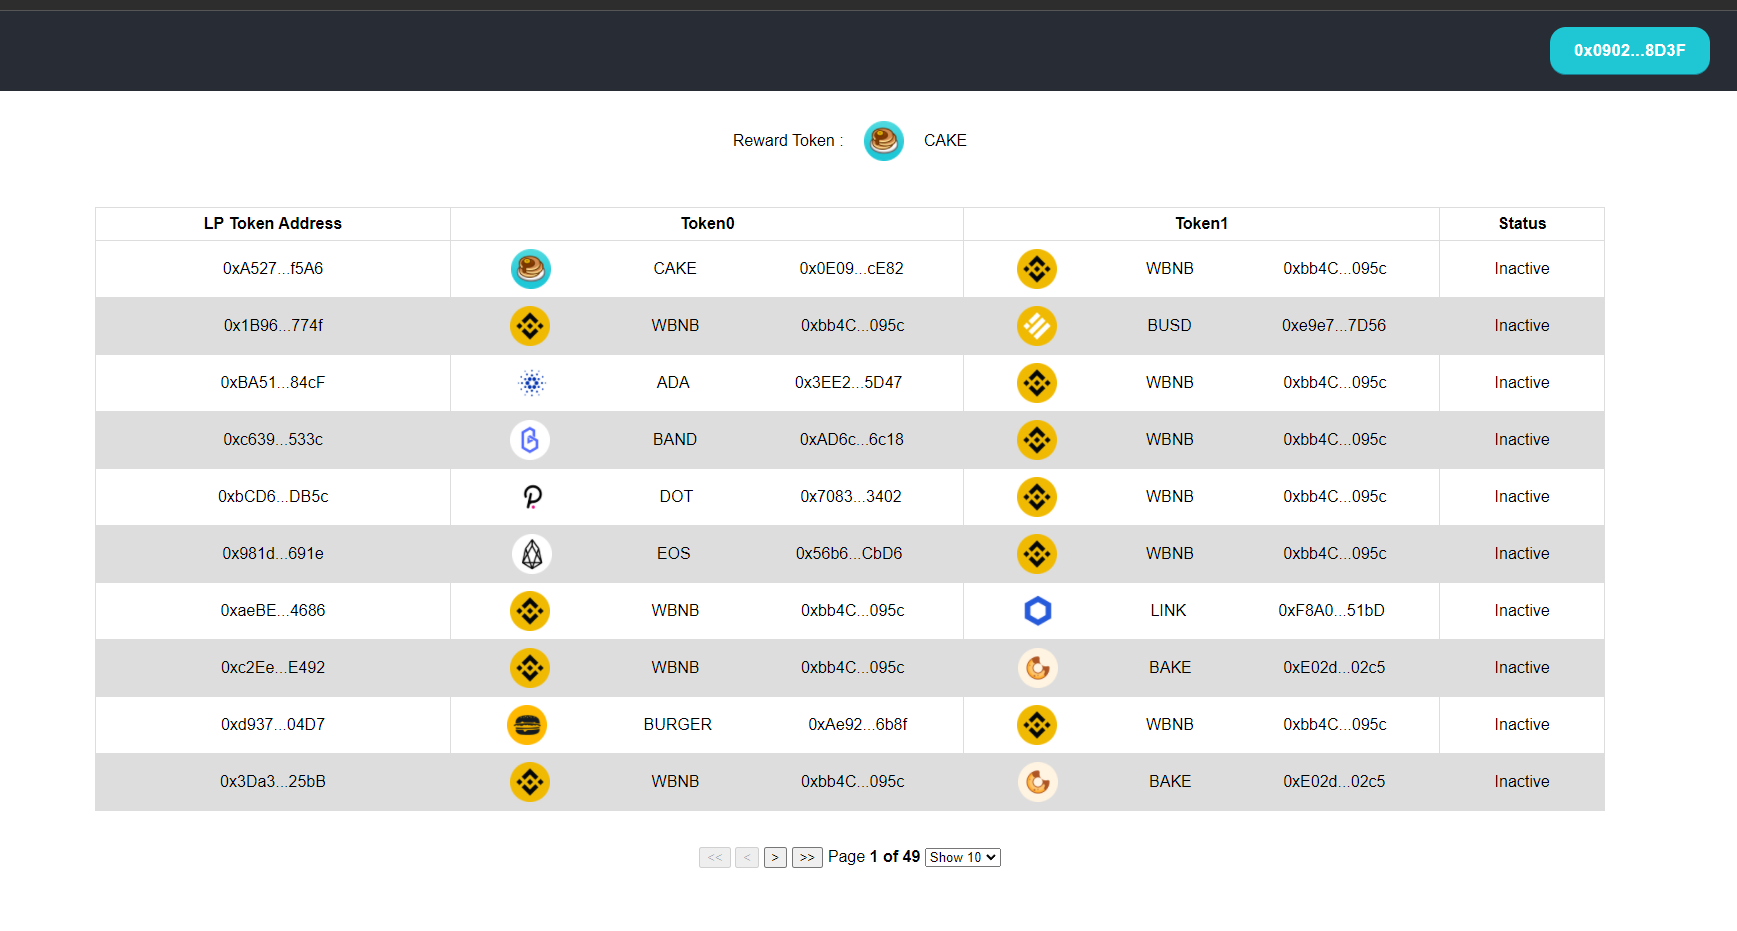 0x0902...8D3F
Reward Token : CAKE
LP Token Address Token0 Token1 Status
0xA527...f5A6 CAKE 0x0E09...cE82 WBNB 0xbb4C...095c Inactive
0x1B96...774f WBNB 0xbb4C...095c BUSD 0xe9e7...7D56 Inactive
0xBA51...84cF ADA 0x3EE2...5D47 WBNB 0xbb4C...095c Inactive
0xc639...533c BAND 0xAD6c...6c18 WBNB 0xbb4C...095c Inactive
0xbCD6...DB5c DOT 0x7083...3402 WBNB 0xbb4C...095c Inactive
0x981d...691e EOS 0x56b6...CbD6 WBNB 0xbb4C...095c Inactive
0xaeBE...4686 WBNB 0xbb4C...095c LINK 0xF8A0...51bD Inactive
0xc2Ee...E492 WBNB 0xbb4C...095c BAKE 0xE02d...02c5 Inactive
0xd937...04D7 BURGER 0xAe92...6b8f WBNB 0xbb4C...095c Inactive
0x3Da3...25bB WBNB 0xbb4C...095c BAKE 0xE02d...02c5 Inactive
<< < > >> Page 1 of 49 Show 10